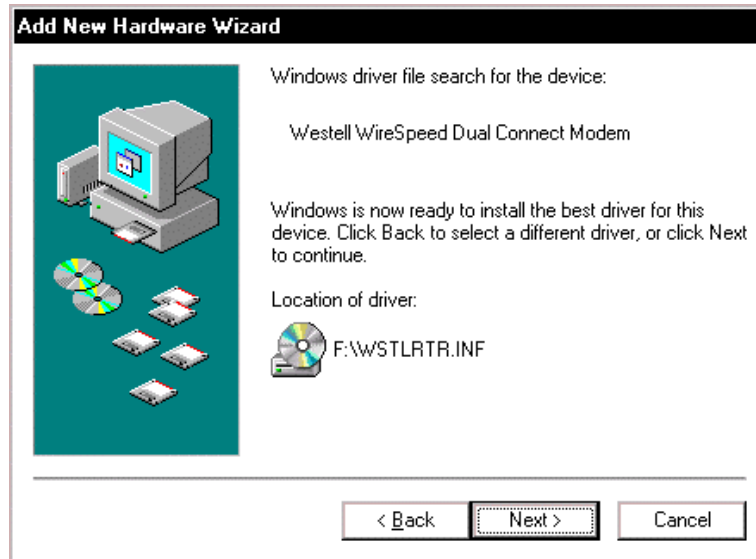 Add New Hardware Wizard
Windows driver file search for the device:
Westell WireSpeed Dual Connect Modem
Windows is now ready to install the best driver for this
device. Click Back to select a different driver, or click Next
to continue.
Location of driver:
F:\WSTLRTR.INF
< Back
Next >
Cancel